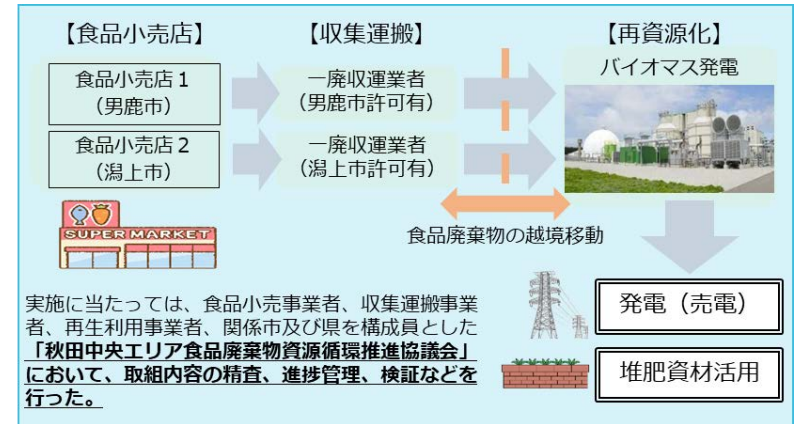 【食品小売店】
【収集運搬】
【再資源化】
食品小売店１
（男鹿市）
一廃収運業者
（男鹿市許可有）
バイオマス発電
食品小売店２
（潟上市）
一廃収運業者
（潟上市許可有）
SUPER MARKET
食品廃棄物の越境移動
実施に当たっては、食品小売事業者、収集運搬事業
者、再生利用事業者、関係市及び県を構成員とした
「秋田中央エリア食品廃棄物資源循環推進協議会」
において、取組内容の精査、進捗管理、検証などを
行った。
発電（売電）
堆肥資材活用